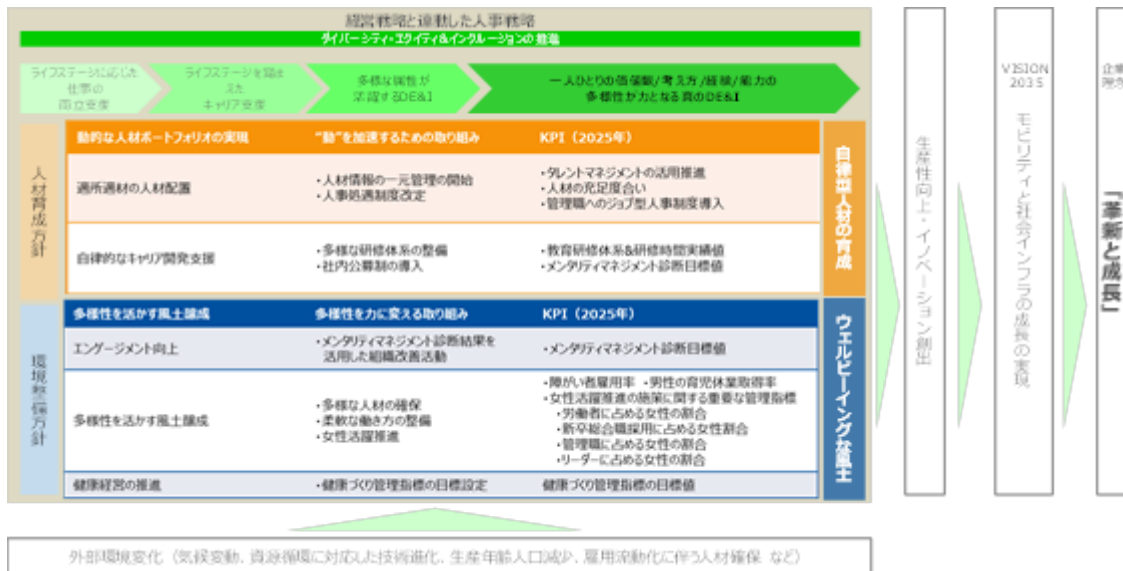 経営戦略と連動した人事戦略
ダイバーシティ・エクイティ&インクルージョンの推進
ライフステージに応じた
仕事の
両立支援
ライフステージを踏まえた
キャリア支援
多様な属性が
活躍するDE&I
一人ひとりの価値観/考え方/経験/能力の
多様性が力となる真のDE&I
人材育成方針
動的な人材ポートフォリオの実現
“動”を加速するための取り組み
KPI（2025年）
適所適材の人材配置
・人材情報の一元管理の開始
・人事処遇制度改定
・タレントマネジメントの活用推進
・人材の充足度合い
・管理職へのジョブ型人事制度導入
自律的なキャリア開発支援
・多様な研修体系の整備
・社内公募制の導入
・教育研修体系&研修時間実績値
・メンタリティマネジメント診断目標値
自律型人材の育成
環境整備方針
多様性を活かす風土醸成
多様性を力に変える取り組み
KPI（2025年）
エンゲージメント向上
・メンタリティマネジメント診断結果を
活用した組織改善活動
・メンタリティマネジメント診断目標値
多様性を活かす風土醸成
・多様な人材の確保
・柔軟な働き方の整備
・女性活躍推進
・障がい者雇用率 ・男性の育児休業取得率
・女性活躍推進の施策に関する重要な管理指標
・労働者に占める女性の割合
・新卒総合職採用に占める女性割合
・管理職に占める女性の割合
・リーダーに占める女性の割合
健康経営の推進
・健康づくり管理指標の目標設定
健康づくり管理指標の目標値
ウェルビーイングな風土
生産性向上・イノベーション創出
VISION
2035
モビリティと社会インフラの成長の実現
「革新と成長」
外部環境変化（気候変動、資源循環に対応した技術進化、生産年齢人口減少、雇用流動化に伴う人材確保 など）